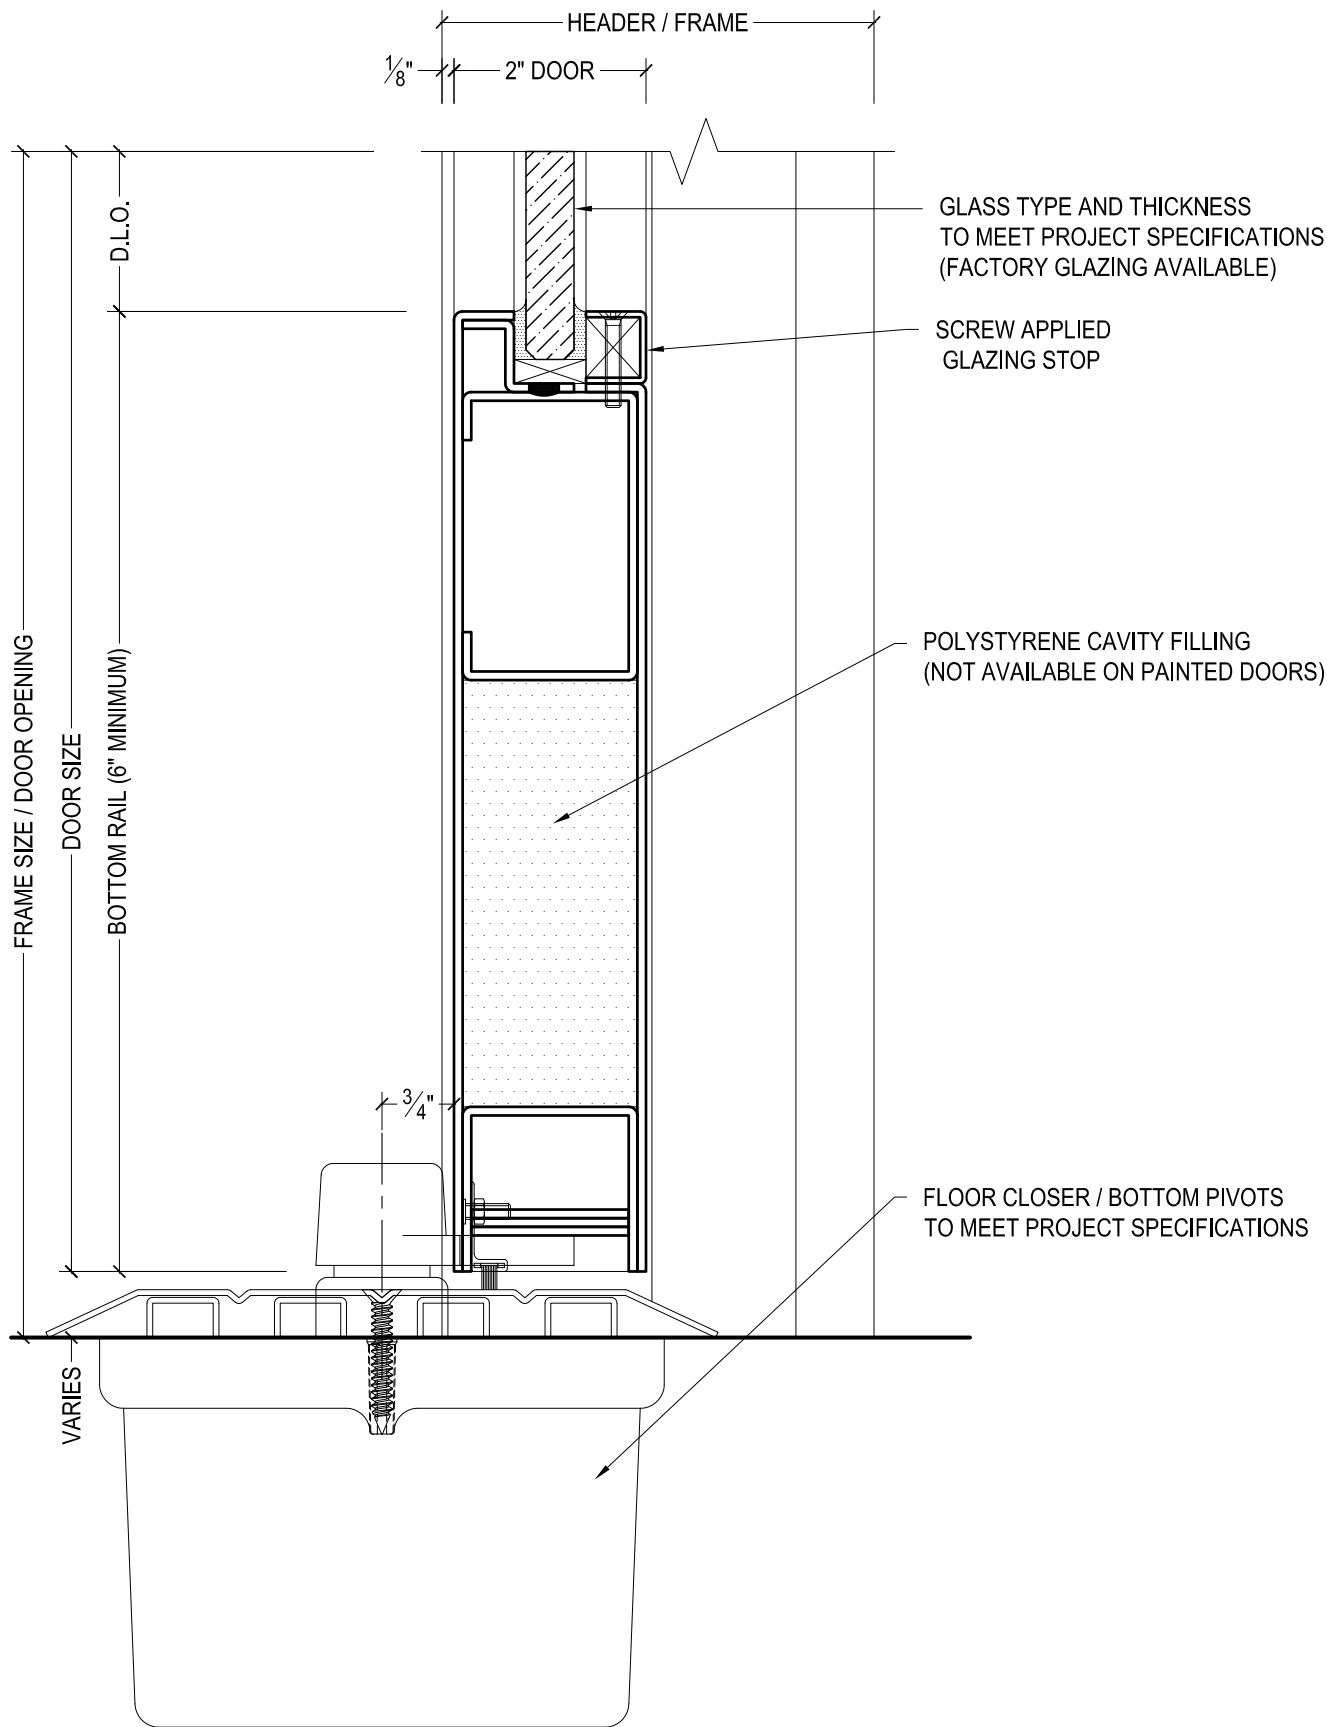 HEADER / FRAME
1/8"
2" DOOR
D.L.O.
GLASS TYPE AND THICKNESS
TO MEET PROJECT SPECIFICATIONS
(FACTORY GLAZING AVAILABLE)
SCREW APPLIED
GLAZING STOP
FRAME SIZE / DOOR OPENING
DOOR SIZE
BOTTOM RAIL (6" MINIMUM)
POLYSTYRENE CAVITY FILLING
(NOT AVAILABLE ON PAINTED DOORS)
3/4"
FLOOR CLOSER / BOTTOM PIVOTS
TO MEET PROJECT SPECIFICATIONS
VARIES